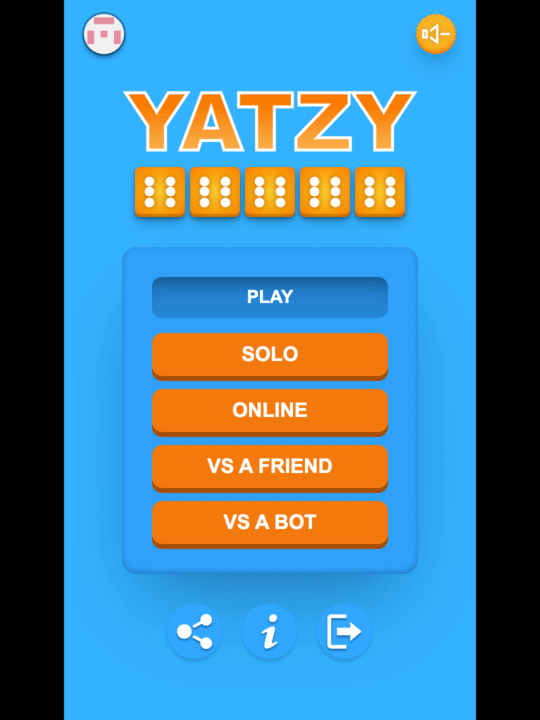 YATZY
PLAY
SOLO
ONLINE
VS A FRIEND
VS A BOT
i